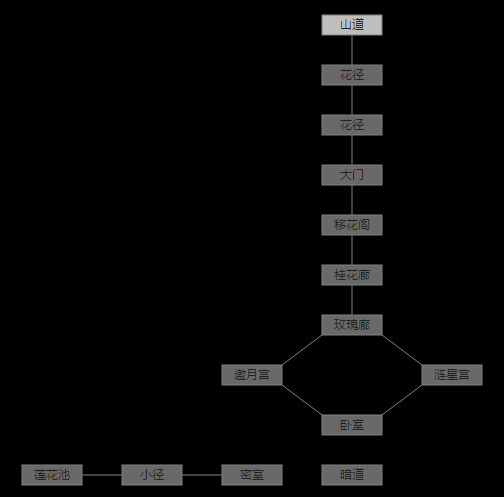 山道
花径
花径
大门
移花阁
桂花廊
玫瑰廊
邀月宫 涟星宫
卧室
莲花池 小径 密室 暗道